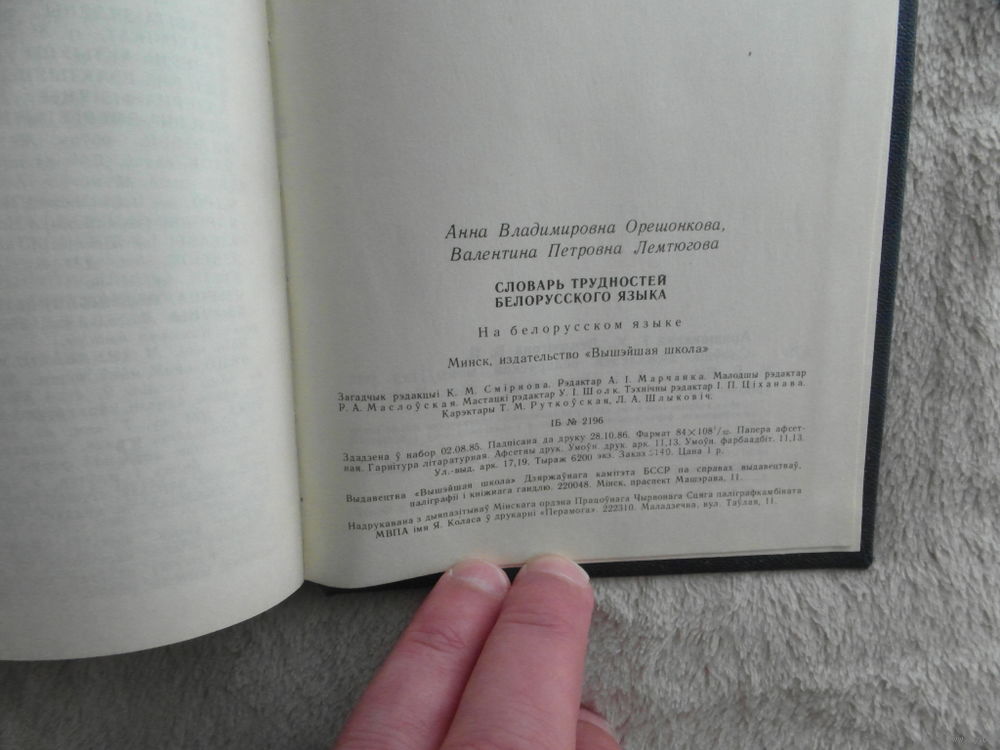 Анна Владимировна Орешонкова,
Валентина Петровна Лемтюгова
СЛОВАРЬ ТРУДНОСТЕЙ
БЕЛОРУССКОГО ЯЗЫКА
На белорусском языке
Минск, издательство «Вышэйшая школа»
Загадчык рэдакцыі К. М. Смірнова. Рэдактар А. І. Марчанка. Малодшы рэдактар
Р. А. Маслоўская. Мастацкі рэдактар У. І. Шолк. Тэхнічны рэдактар І. П. Ціханава.
Карэктары Т. М. Руткоўская, Л. А. Шлыковіч.
ІБ № 2196
Здадзена ў набор 02.08.85. Падпісана да друку 28.10.86. Фармат 84×108¹/₃₂. Папера афсет-
ная. Гарнітура літаратурная. Афсетны друк. Умоўн. друк. арк. 11,13. Умоўн. фарбаадбіт. 11,13.
Ул.-выд. арк. 17,19. Тыраж 6200 экз. Заказ Цана 1 р.
Выдавецтва «Вышэйшая школа» Дзяржаўнага камітэта БССР па справах выдавецтваў,
паліграфіі і кніжнага гандлю. 220048. Мінск, праспект Машэрава, 11.
Надрукавана з дыяпазітываў Мінскага ордэна Працоўнага Чырвонага Сцяга паліграфкамбіната
МВПА імя Я. Коласа ў друкарні «Перамога». 222310. Маладзечна, вул. Таўлая, 11.